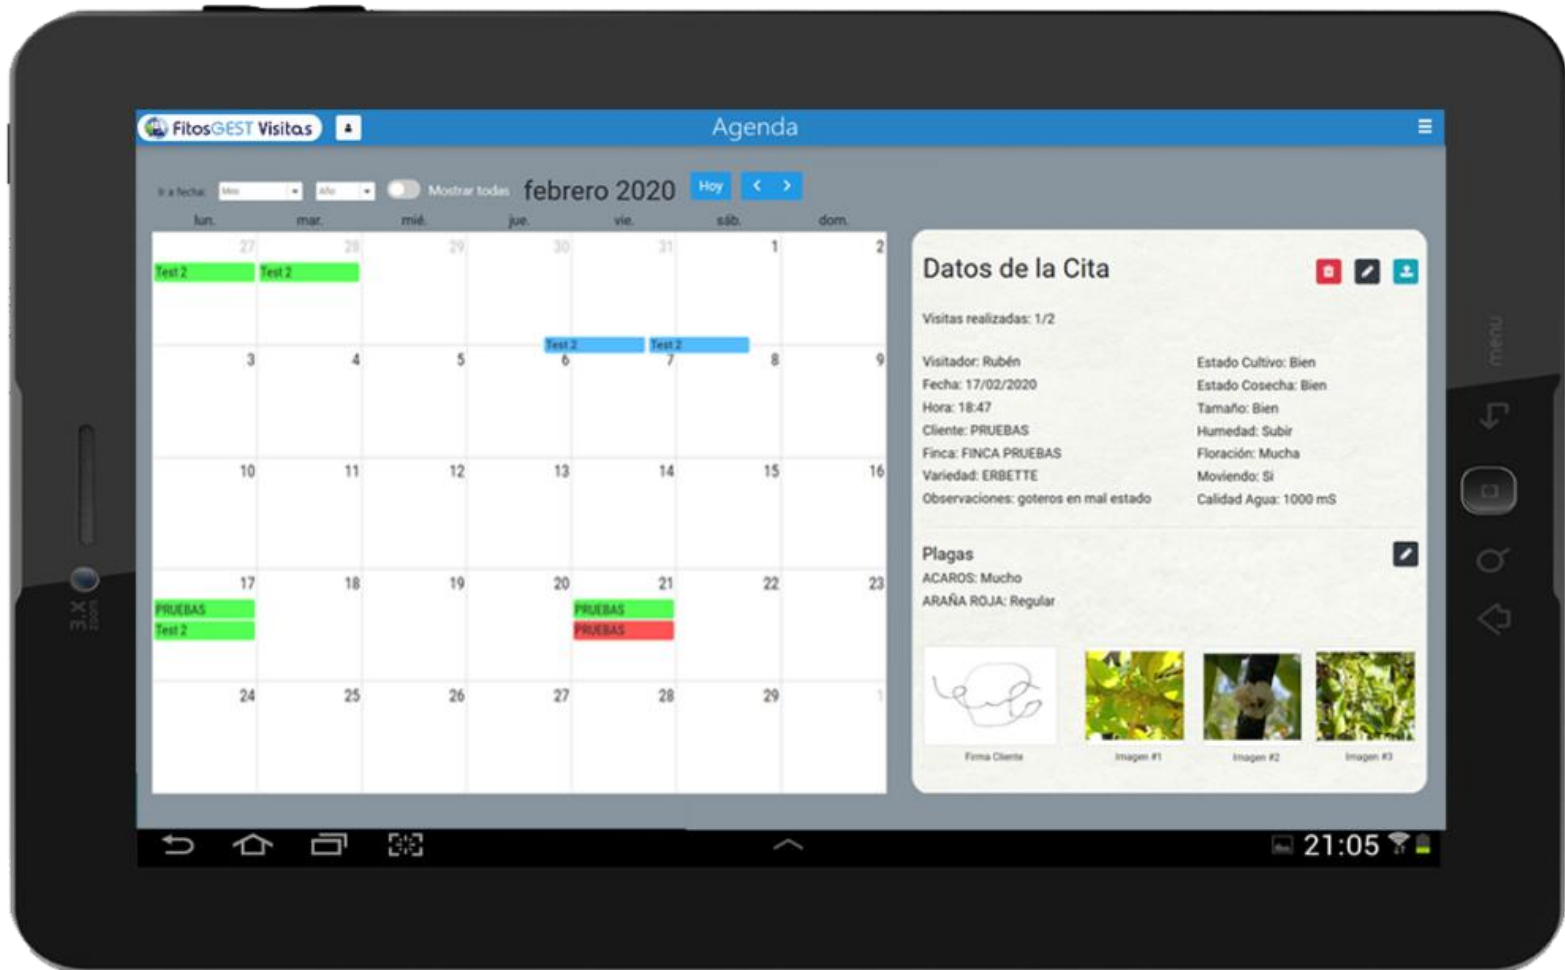 FitosGEST Visitas
Agenda
Ir a fecha: Mes Año Mostrar todas febrero 2020 Hoy
lun. mar. mié. jue. vie. sáb. dom.
27 28 29 30 31 1 2
Test 2 Test 2
Test 2 Test 2
3 4 5 6 7 8 9
10 11 12 13 14 15 16
17 18 19 20 21 22 23
PRUEBAS PRUEBAS
Test 2 PRUEBAS
24 25 26 27 28 29 1
Datos de la Cita
Visitas realizadas: 1/2
Visitador: Rubén
Fecha: 17/02/2020
Hora: 18:47
Cliente: PRUEBAS
Finca: FINCA PRUEBAS
Variedad: ERBETTE
Observaciones: goteros en mal estado
Estado Cultivo: Bien
Estado Cosecha: Bien
Tamaño: Bien
Humedad: Subir
Floración: Mucha
Moviendo: Si
Calidad Agua: 1000 mS
Plagas
ACAROS: Mucho
ARAÑA ROJA: Regular
Firma Cliente Imagen #1 Imagen #2 Imagen #3
21:05
menu
3.X
zoom